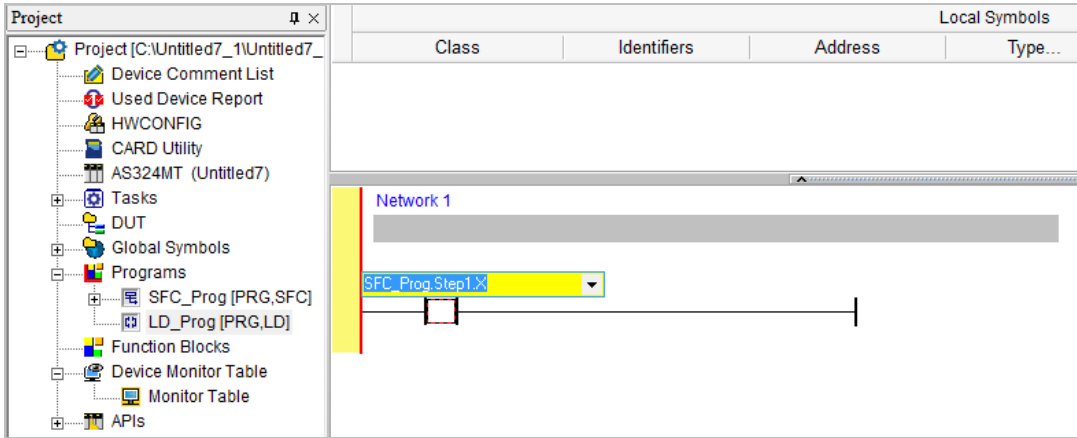 Project
Project [C:\Untitled7_1\Untitled7_
Device Comment List
Used Device Report
HWCONFIG
CARD Utility
AS324MT (Untitled7)
Tasks
DUT
Global Symbols
Programs
SFC_Prog [PRG,SFC]
LD_Prog [PRG,LD]
Function Blocks
Device Monitor Table
Monitor Table
APIs
Local Symbols
Class Identifiers Address Type...
Network 1
SFC_Prog.Step1.X